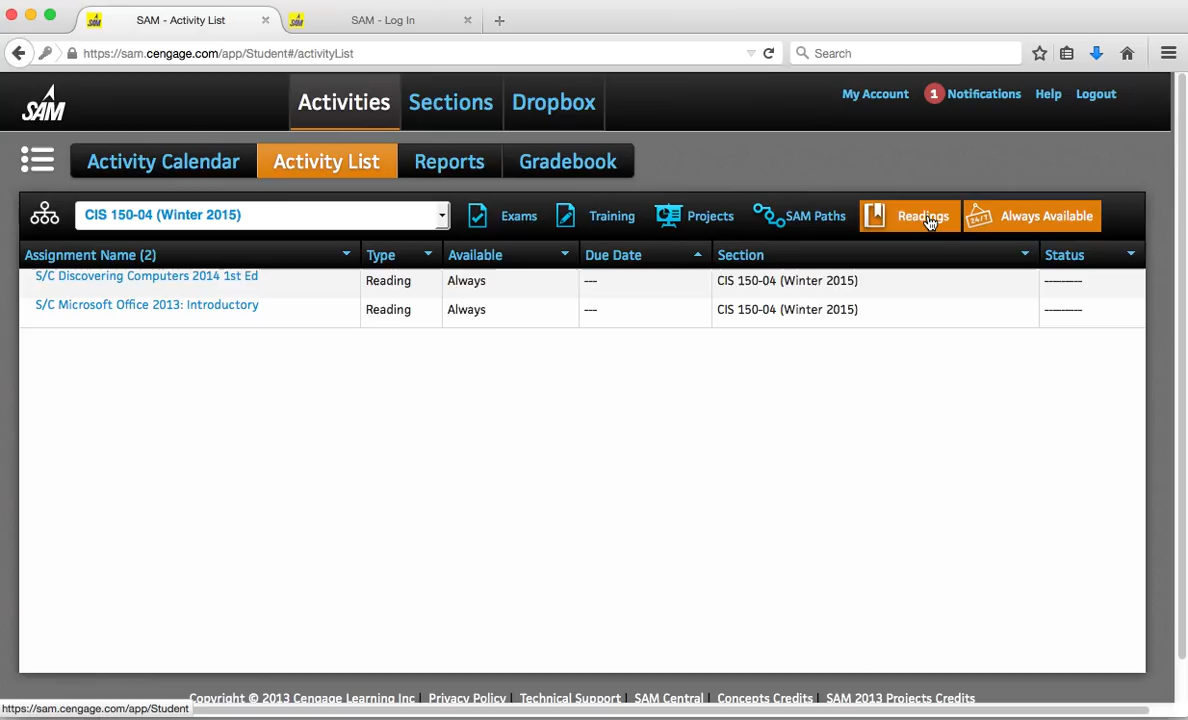 SAM - Activity List
SAM - Log In
https://sam.cengage.com/app/Student#/activityList
Search
SAM
Activities
Sections
Dropbox
My Account
1
Notifications
Help
Logout
Activity Calendar
Activity List
Reports
Gradebook
CIS 150-04 (Winter 2015)
Exams
Training
Projects
SAM Paths
Readings
24/7
Always Available
Assignment Name (2)
Type
Available
Due Date
Section
Status
S/C Discovering Computers 2014 1st Ed
Reading
Always
---
CIS 150-04 (Winter 2015)
---------
S/C Microsoft Office 2013: Introductory
Reading
Always
---
CIS 150-04 (Winter 2015)
---------
Copyright © 2013 Cengage Learning Inc
Privacy Policy
Technical Support
SAM Central
Concepts Credits
SAM 2013 Projects Credits
https://sam.cengage.com/app/Student